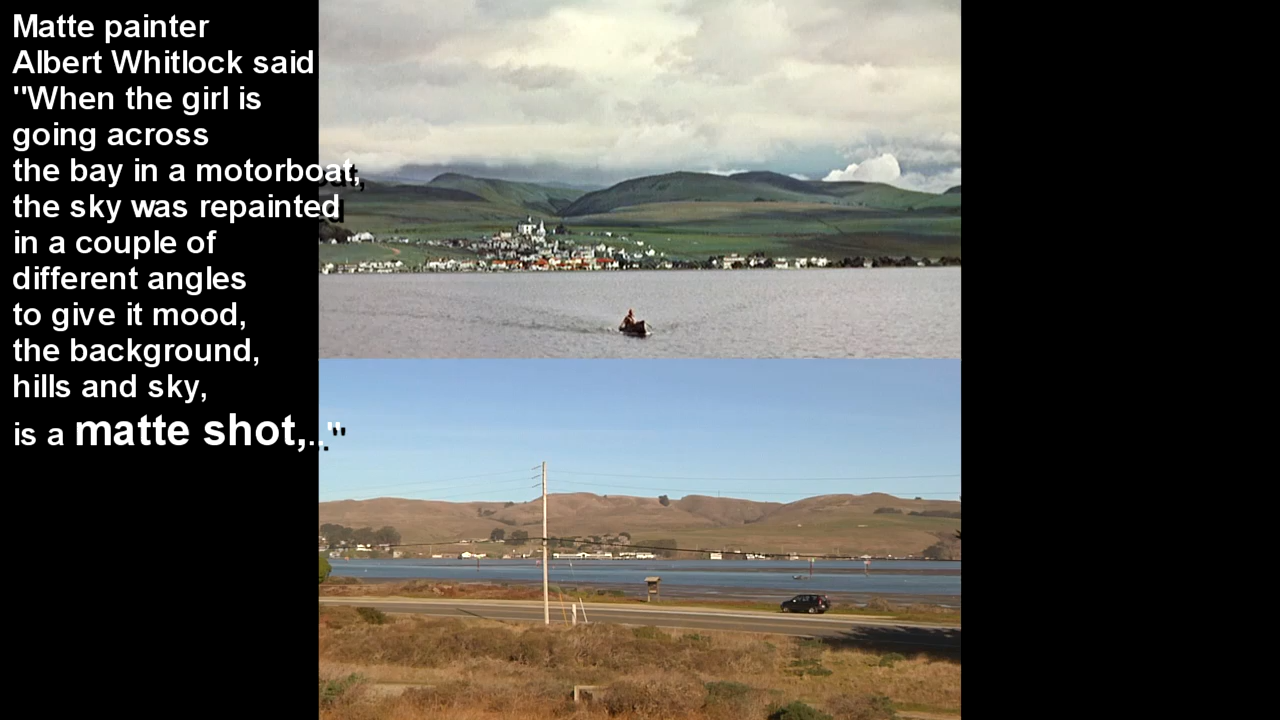 Matte painter
Albert Whitlock said
"When the girl is
going across
the bay in a motorboat,
the sky was repainted
in a couple of
different angles
to give it mood,
the background,
hills and sky,
is a matte shot,.."